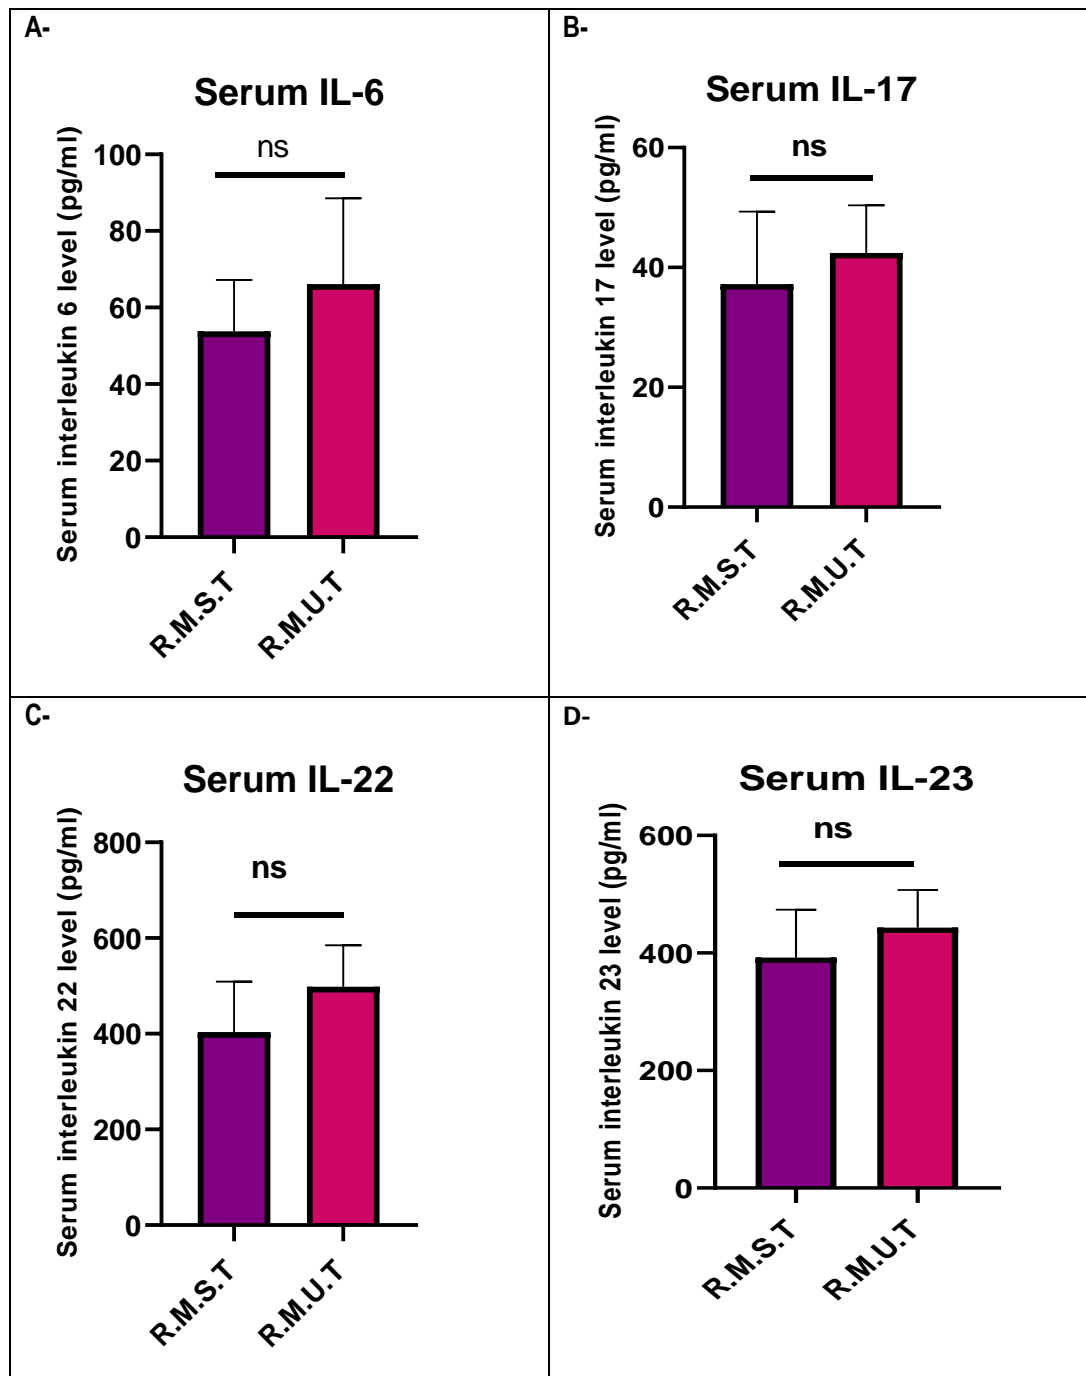 A-
Serum IL-6
Serum interleukin 6 level (pg/ml)
100
80
60
40
20
0
ns
R.M.S.T
R.M.U.T
B-
Serum IL-17
Serum interleukin 17 level (pg/ml)
60
40
20
0
ns
R.M.S.T
R.M.U.T
C-
Serum IL-22
Serum interleukin 22 level (pg/ml)
800
600
400
200
0
ns
R.M.S.T
R.M.U.T
D-
Serum IL-23
Serum interleukin 23 level (pg/ml)
600
400
200
0
ns
R.M.S.T
R.M.U.T